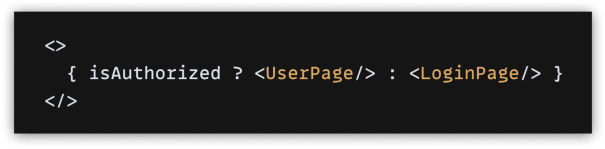 <>
{ isAuthorized ? <UserPage/> : <LoginPage/> }
</>